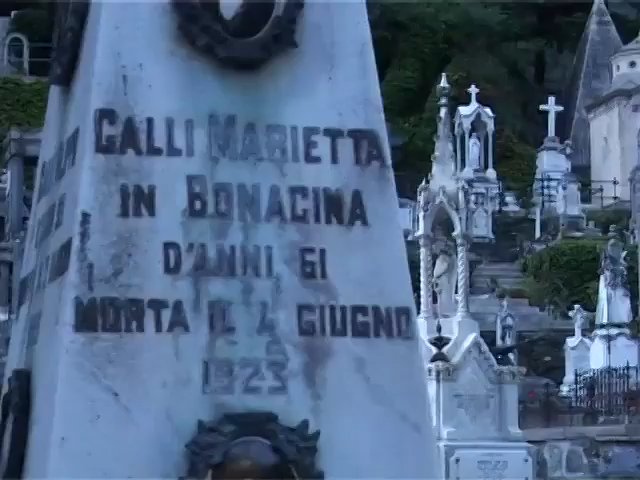 GALLI MARIETTA
IN BONACINA
D'ANNI 61
MORTA IL 4 GIUGNO
1923